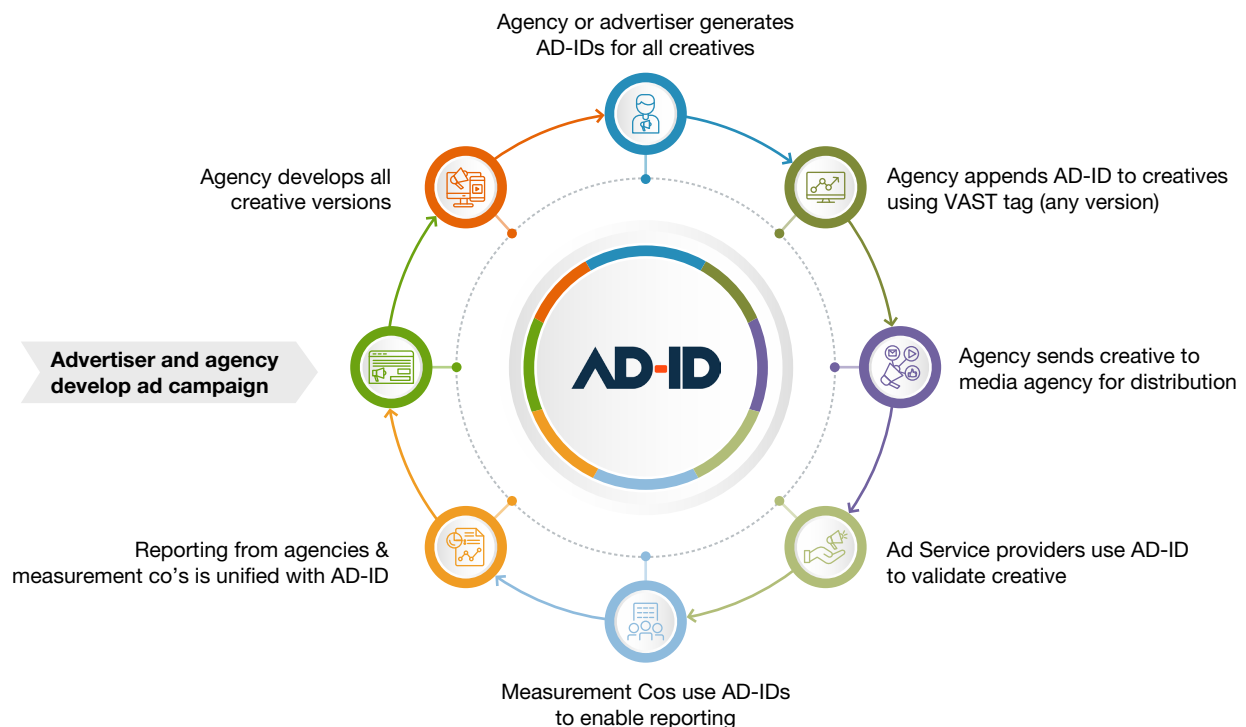 Agency or advertiser generates
AD-IDs for all creatives
Agency appends AD-ID to creatives
using VAST tag (any version)
Agency sends creative to
media agency for distribution
Ad Service providers use AD-ID
to validate creative
Measurement Cos use AD-IDs
to enable reporting
Reporting from agencies &
measurement co's is unified with AD-ID
Advertiser and agency
develop ad campaign
Agency develops all
creative versions
AD-ID